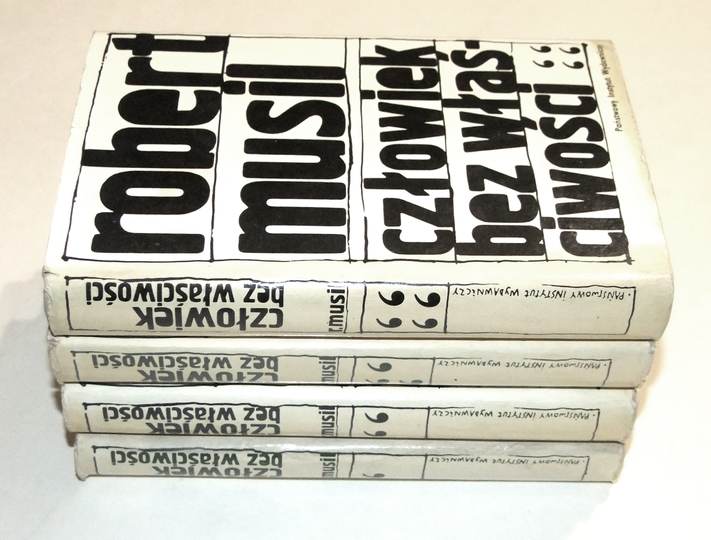 robert
musil
człowiek
bez włas-
ciwości
Państwowy Instytut Wydawniczy
człowiek
bez właściwości
r.musil
• PAŃSTWOWY INSTYTUT WYDAWNICZY
człowiek
bez właściwości
musil
• PAŃSTWOWY INSTYTUT WYDAWNICZY
człowiek
bez właściwości
musil
• PAŃSTWOWY INSTYTUT WYDAWNICZY
człowiek
bez właściwości
musil
• PAŃSTWOWY INSTYTUT WYDAWNICZY